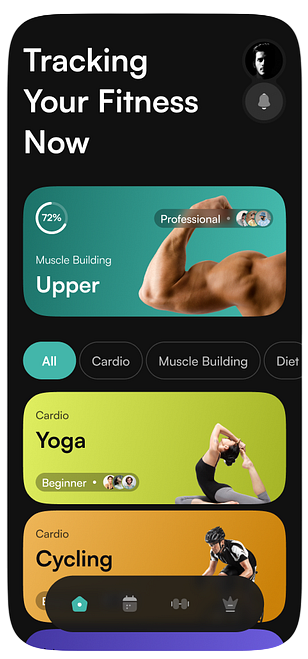 Tracking
Your Fitness
Now
72%
Professional •
Muscle Building
Upper
All
Cardio
Muscle Building
Diet
Cardio
Yoga
Beginner •
Cardio
Cycling